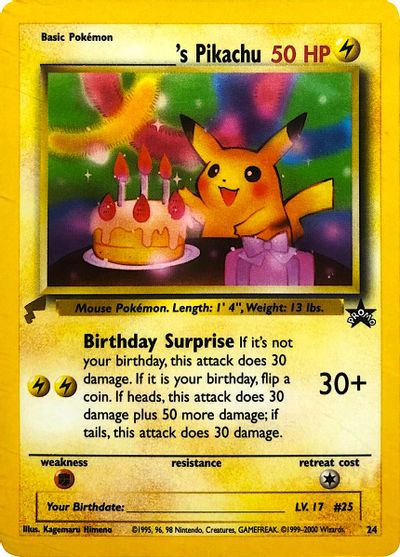 Basic Pokémon
's Pikachu 50 HP
Mouse Pokémon. Length: 1' 4", Weight: 13 lbs.
PROMO
Birthday Surprise If it's not
your birthday, this attack does 30
damage. If it is your birthday, flip a
coin. If heads, this attack does 30
damage plus 50 more damage; if
tails, this attack does 30 damage.
30+
weakness resistance retreat cost
Your Birthdate: LV. 17 #25
Illus. Kagemaru Himeno ©1995, 96, 98 Nintendo, Creatures, GAMEFREAK. ©1999-2000 Wizards. 24